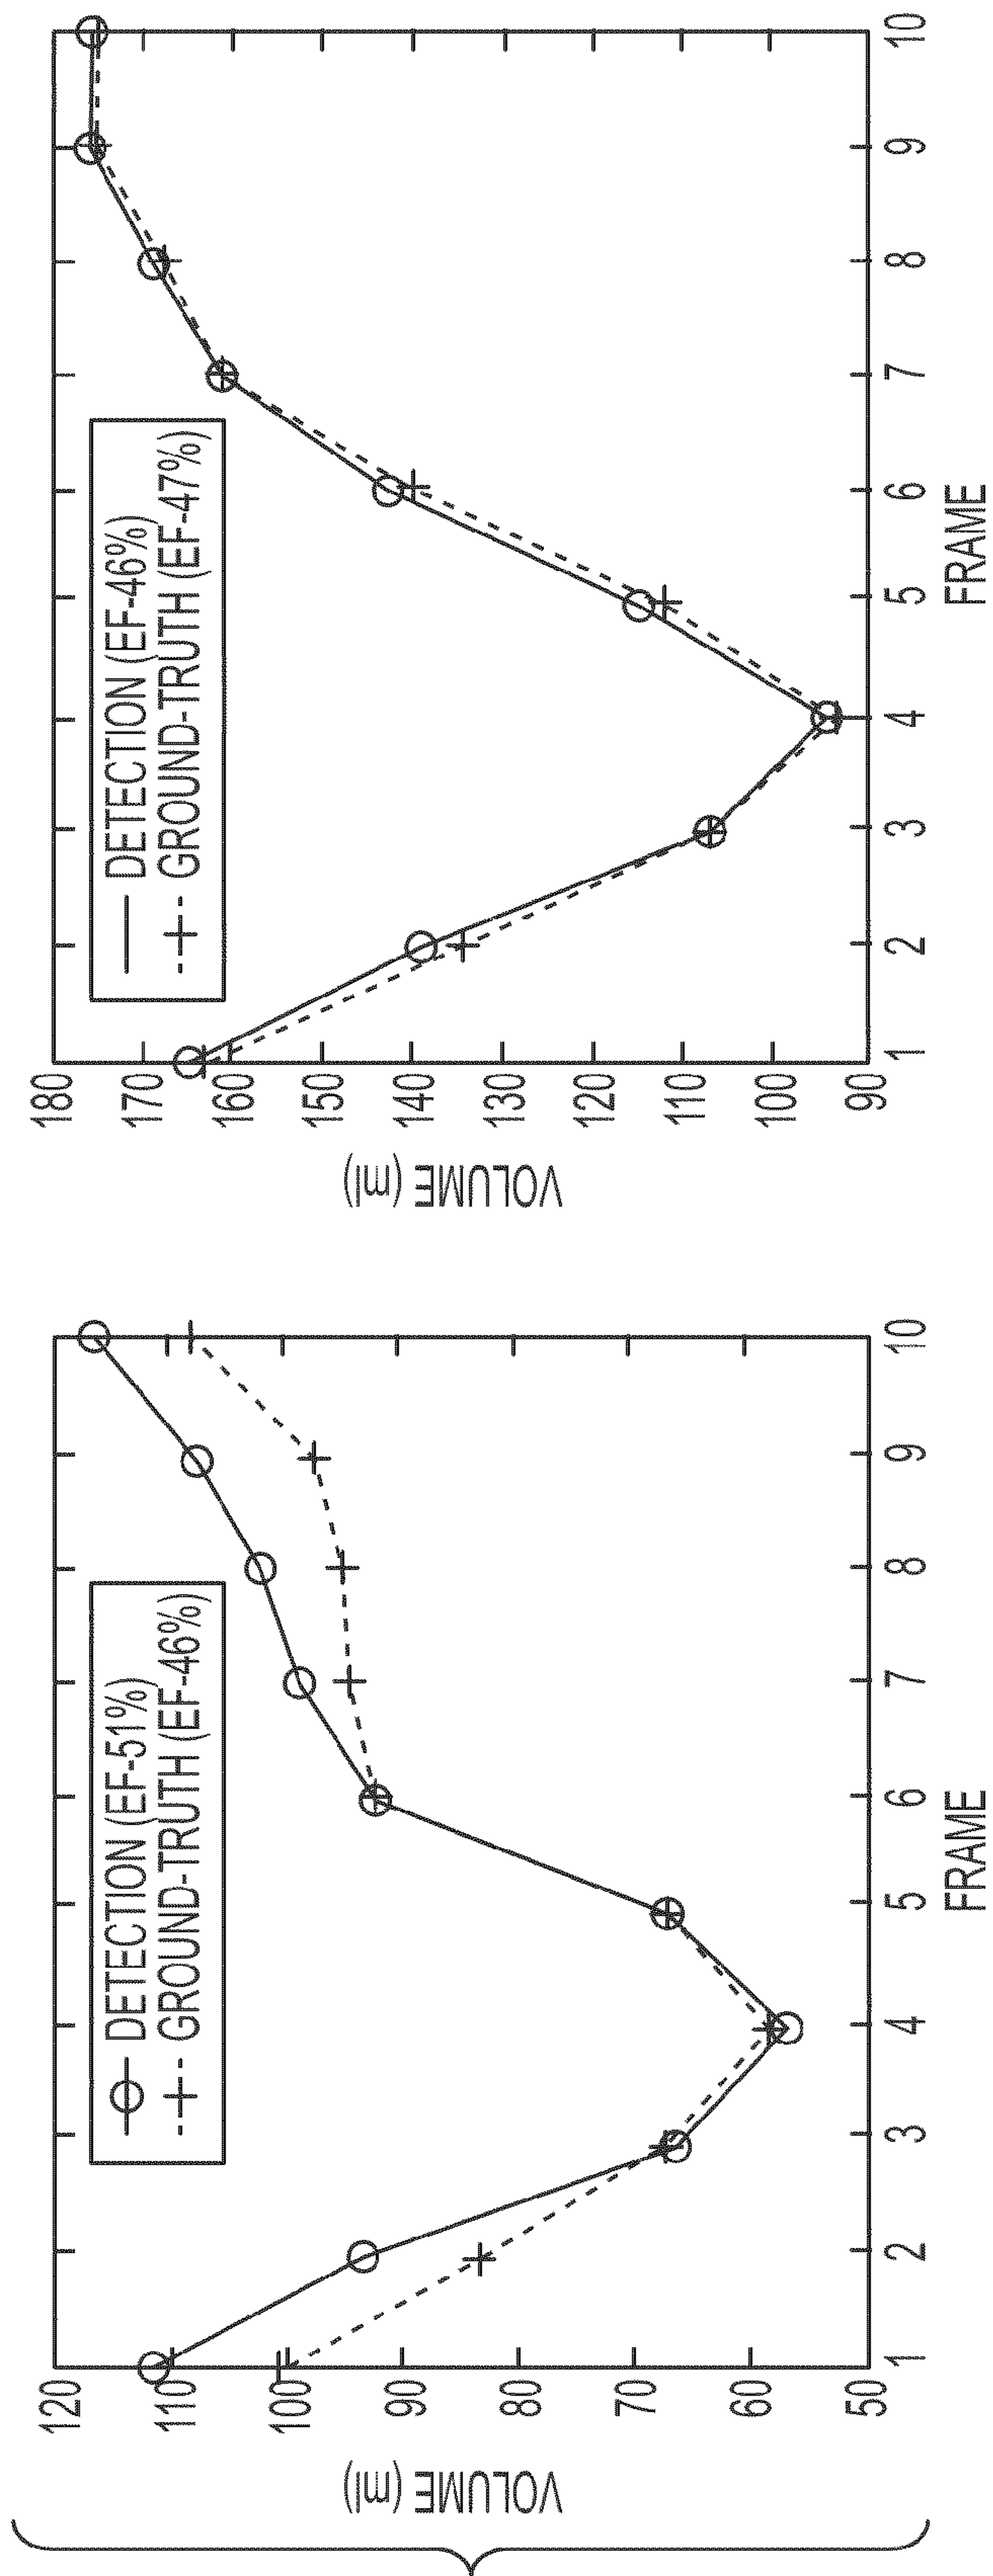 120
110
100
90
80
70
60
50
VOLUME (ml)
DETECTION (EF-51%)
GROUND-TRUTH (EF-46%)
1 2 3 4 5 6 7 8 9 10
FRAME
180
170
160
150
140
130
120
110
100
90
VOLUME (ml)
DETECTION (EF-46%)
GROUND-TRUTH (EF-47%)
1 2 3 4 5 6 7 8 9 10
FRAME